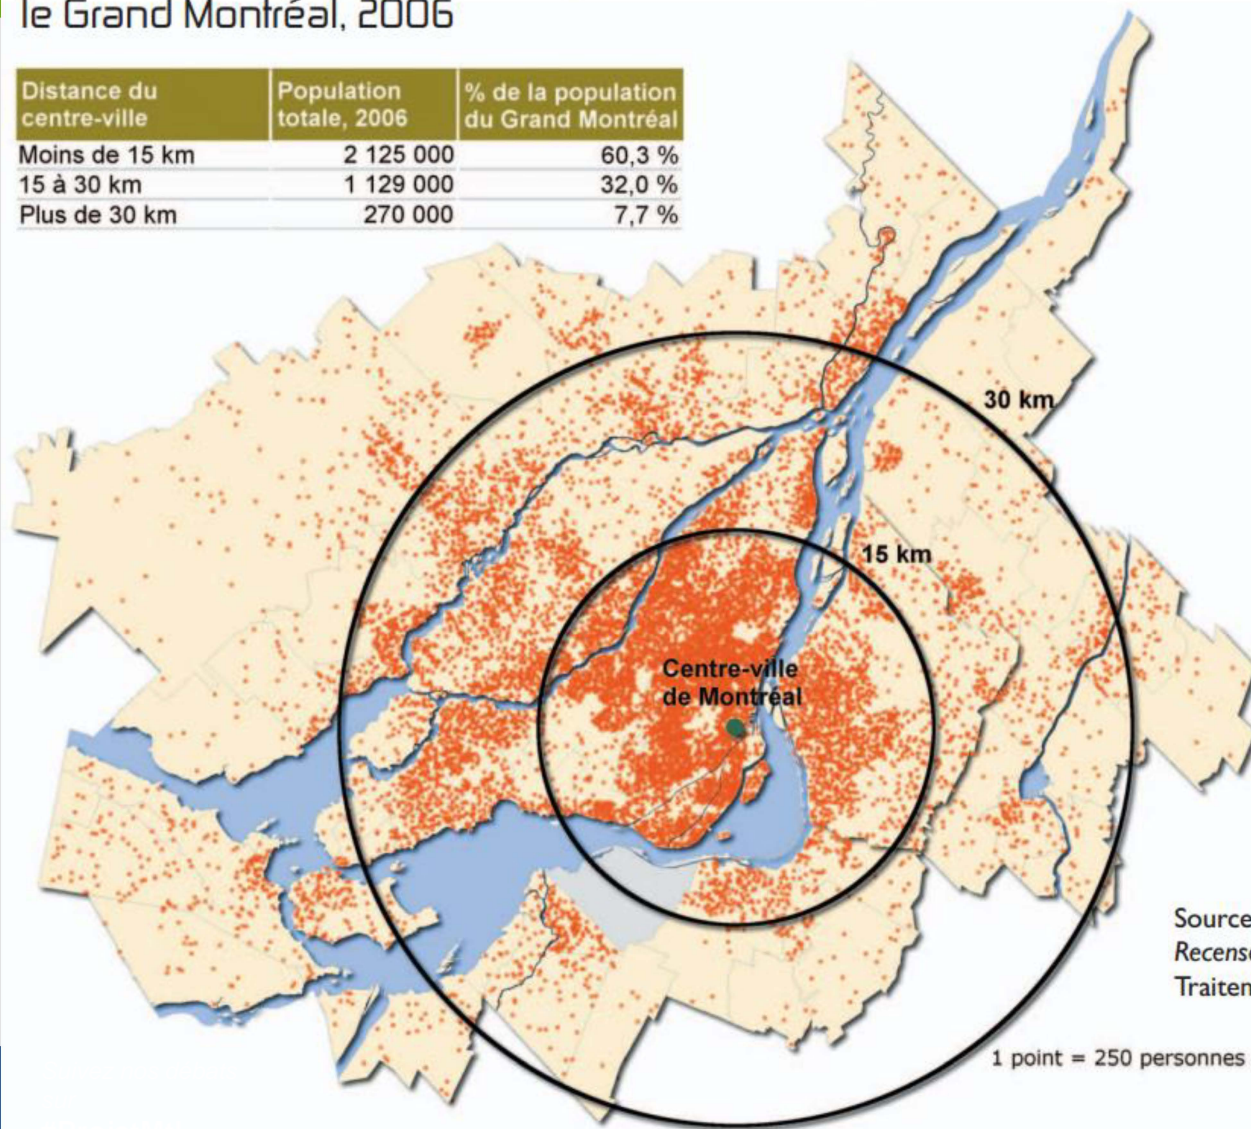 le Grand Montréal, 2006
Distance du centre-ville
Population totale, 2006
% de la population du Grand Montréal
Moins de 15 km 2 125 000 60,3 %
15 à 30 km 1 129 000 32,0 %
Plus de 30 km 270 000 7,7 %
30 km
15 km
Centre-ville
de Montréal
Source
Recens
Traiten
1 point = 250 personnes